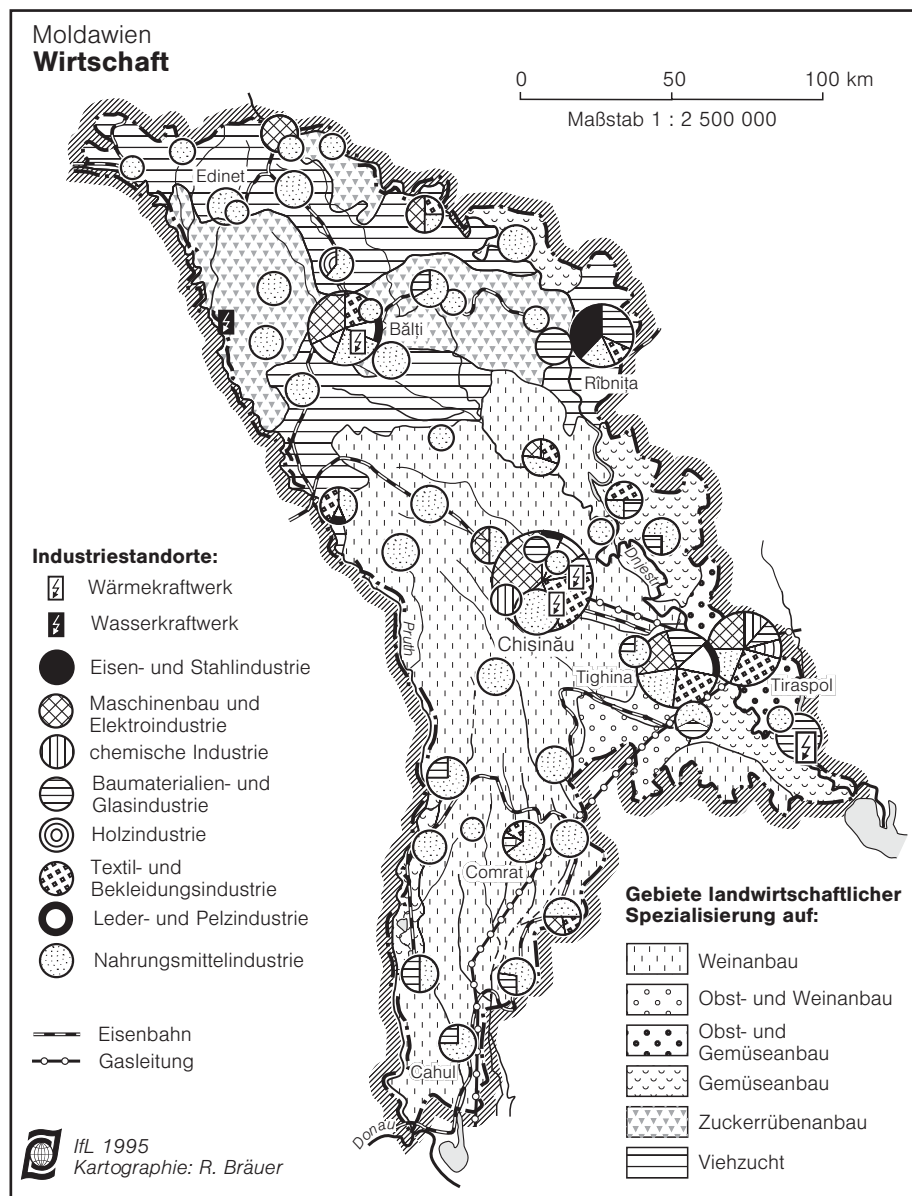 Moldawien
Wirtschaft
0 50 100 km
Maßstab 1 : 2 500 000
Edinet
Bălti
Rîbnița
Dnjestr
Chișinău
Pruth
Tighina
Tiraspol
Comrat
Cahul
Donau
Industriestandorte:
Wärmekraftwerk
Wasserkraftwerk
Eisen- und Stahlindustrie
Maschinenbau und
Elektroindustrie
chemische Industrie
Baumaterialien- und
Glasindustrie
Holzindustrie
Textil- und
Bekleidungsindustrie
Leder- und Pelzindustrie
Nahrungsmittelindustrie
Eisenbahn
Gasleitung
Gebiete landwirtschaftlicher
Spezialisierung auf:
Weinanbau
Obst- und Weinanbau
Obst- und
Gemüseanbau
Gemüseanbau
Zuckerrübenanbau
Viehzucht
IfL 1995
Kartographie: R. Bräuer